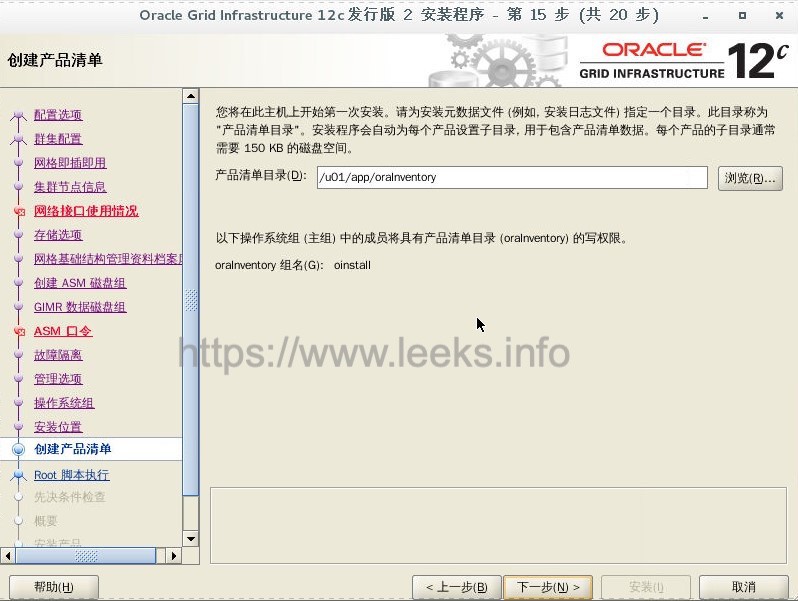 Oracle Grid Infrastructure 12c 发行版 2 安装程序 - 第 15 步 (共 20 步)
创建产品清单
ORACLE
GRID INFRASTRUCTURE
12c
配置选项
群集配置
网格即插即用
集群节点信息
网络接口使用情况
存储选项
网格基础结构管理资料档案
创建 ASM 磁盘组
GIMR 数据磁盘组
ASM 口令
故障隔离
管理选项
操作系统组
安装位置
创建产品清单
Root 脚本执行
先决条件检查
概要
安装产品
您将在此主机上开始第一次安装。请为安装元数据文件 (例如, 安装日志文件) 指定一个目录。此目录称为
"产品清单目录"。安装程序会自动为每个产品设置子目录, 用于包含产品清单数据。每个产品的子目录通常
需要 150 KB 的磁盘空间。
产品清单目录(D): /u01/app/oraInventory 浏览(R)...
以下操作系统组 (主组) 中的成员将具有产品清单目录 (oraInventory) 的写权限。
oraInventory 组名(G): oinstall
https://www.leeks.info
帮助(H) < 上一步(B) 下一步(N) > 安装(I) 取消